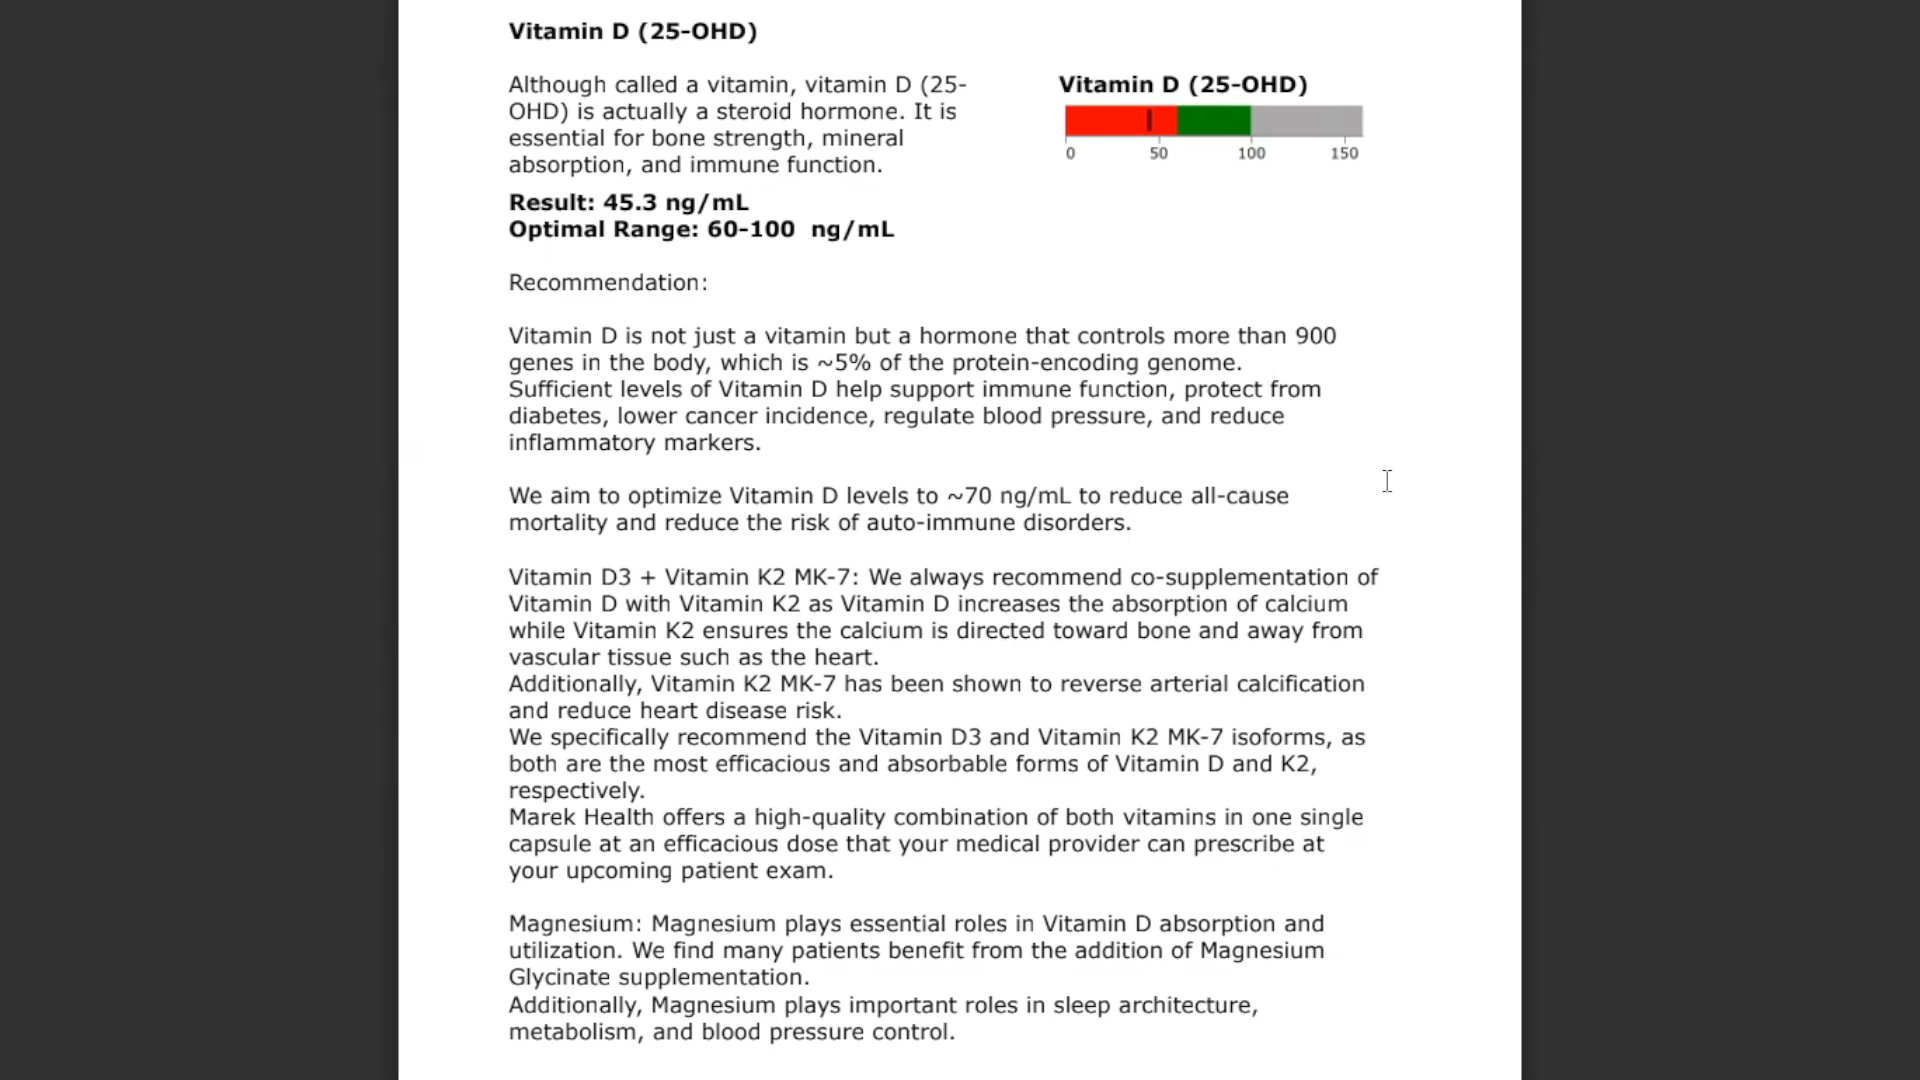 Vitamin D (25-OHD)
Although called a vitamin, vitamin D (25-
OHD) is actually a steroid hormone. It is
essential for bone strength, mineral
absorption, and immune function.
Vitamin D (25-OHD)
0 50 100 150
Result: 45.3 ng/mL
Optimal Range: 60-100 ng/mL
Recommendation:
Vitamin D is not just a vitamin but a hormone that controls more than 900
genes in the body, which is ~5% of the protein-encoding genome.
Sufficient levels of Vitamin D help support immune function, protect from
diabetes, lower cancer incidence, regulate blood pressure, and reduce
inflammatory markers.
We aim to optimize Vitamin D levels to ~70 ng/mL to reduce all-cause
mortality and reduce the risk of auto-immune disorders.
Vitamin D3 + Vitamin K2 MK-7: We always recommend co-supplementation of
Vitamin D with Vitamin K2 as Vitamin D increases the absorption of calcium
while Vitamin K2 ensures the calcium is directed toward bone and away from
vascular tissue such as the heart.
Additionally, Vitamin K2 MK-7 has been shown to reverse arterial calcification
and reduce heart disease risk.
We specifically recommend the Vitamin D3 and Vitamin K2 MK-7 isoforms, as
both are the most efficacious and absorbable forms of Vitamin D and K2,
respectively.
Marek Health offers a high-quality combination of both vitamins in one single
capsule at an efficacious dose that your medical provider can prescribe at
your upcoming patient exam.
Magnesium: Magnesium plays essential roles in Vitamin D absorption and
utilization. We find many patients benefit from the addition of Magnesium
Glycinate supplementation.
Additionally, Magnesium plays important roles in sleep architecture,
metabolism, and blood pressure control.